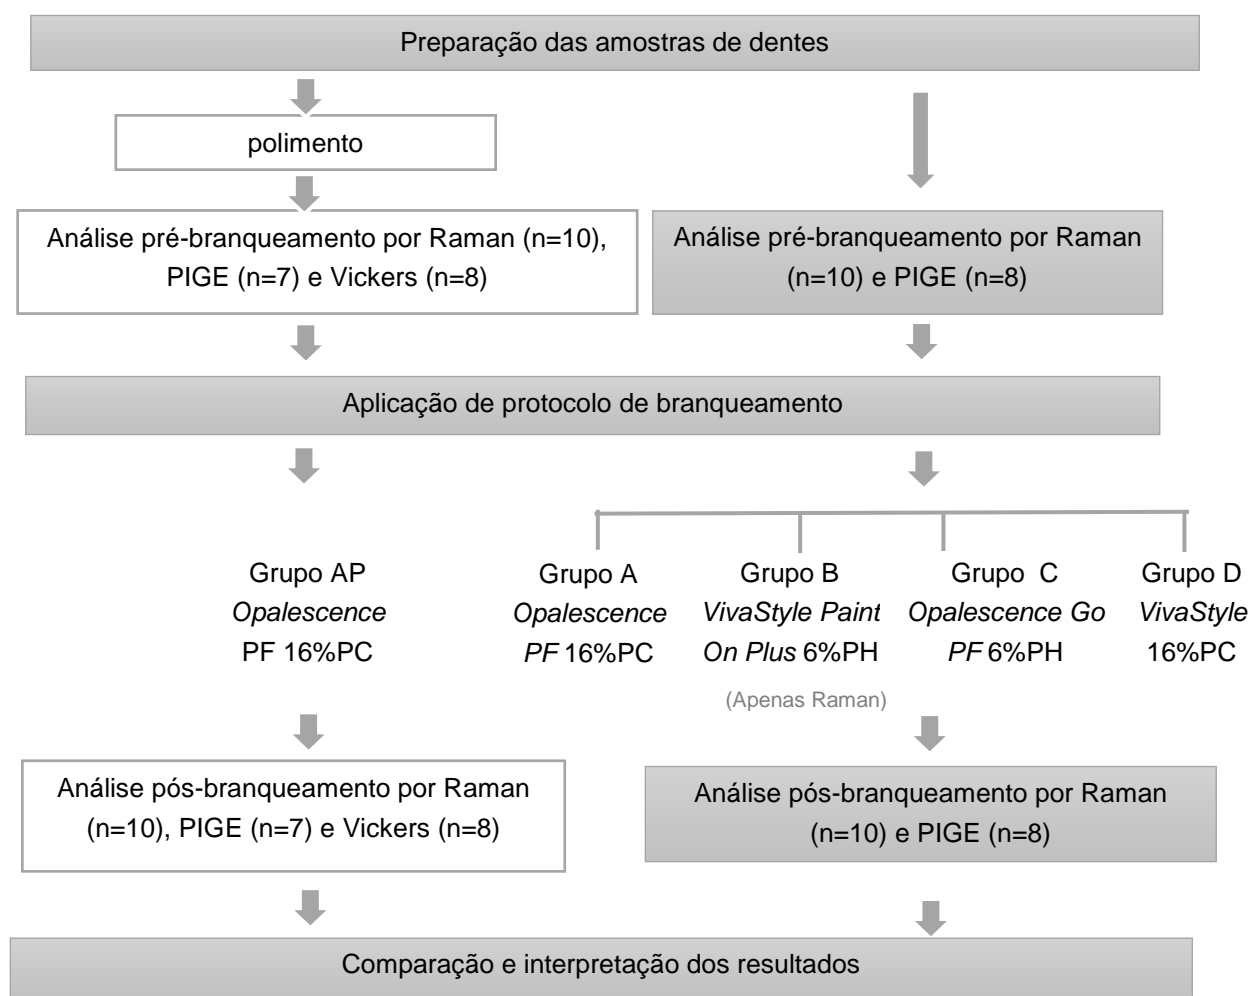 Preparação das amostras de dentes
polimento
Análise pré-branqueamento por Raman (n=10),
PIGE (n=7) e Vickers (n=8)
Análise pré-branqueamento por Raman
(n=10) e PIGE (n=8)
Aplicação de protocolo de branqueamento
Grupo AP
Opalescence
PF 16%PC
Grupo A
Opalescence
PF 16%PC
Grupo B
VivaStyle Paint
On Plus 6%PH
(Apenas Raman)
Grupo C
Opalescence Go
PF 6%PH
Grupo D
VivaStyle
16%PC
Análise pós-branqueamento por Raman
(n=10), PIGE (n=7) e Vickers (n=8)
Análise pós-branqueamento por Raman
(n=10) e PIGE (n=8)
Comparação e interpretação dos resultados